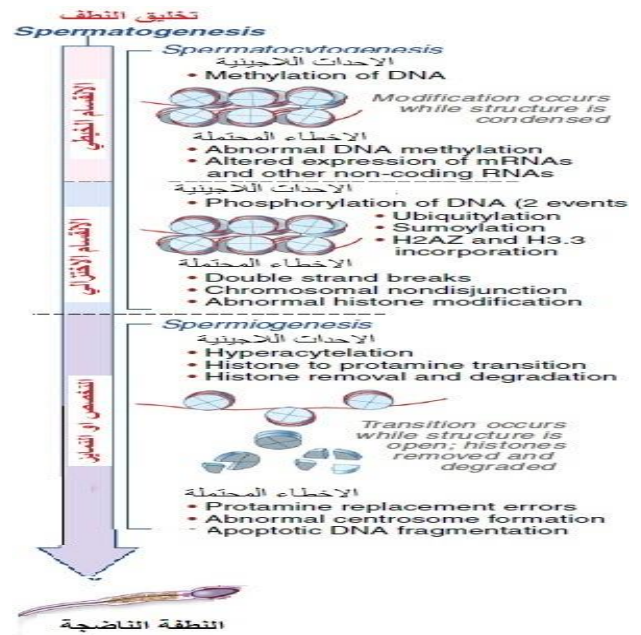 تخليق النطف
Spermatogenesis
Spermatocytogenesis
الاحداث اللاجينية
• Methylation of DNA
Modification occurs
while structure is
condensed
الاخطاء المحتملة
• Abnormal DNA methylation
• Altered expression of mRNAs
and other non-coding RNAs
الانقسام الخيطي
الاحداث اللاجينية
• Phosphorylation of DNA (2 events
• Ubiquitylation
• Sumoylation
• H2AZ and H3.3
incorporation
الاخطاء المحتملة
• Double strand breaks
• Chromosomal nondisjunction
• Abnormal histone modification
الانقسام الاختزالي
Spermiogenesis
الاحداث اللاجينية
• Hyperacytelation
• Histone to protamine transition
• Histone removal and degradation
Transition occurs
while structure is
open; histones
removed and
degraded
التخصص او التمايز
الاخطاء المحتملة
• Protamine replacement errors
• Abnormal centrosome formation
• Apoptotic DNA fragmentation
النطفة الناضجة